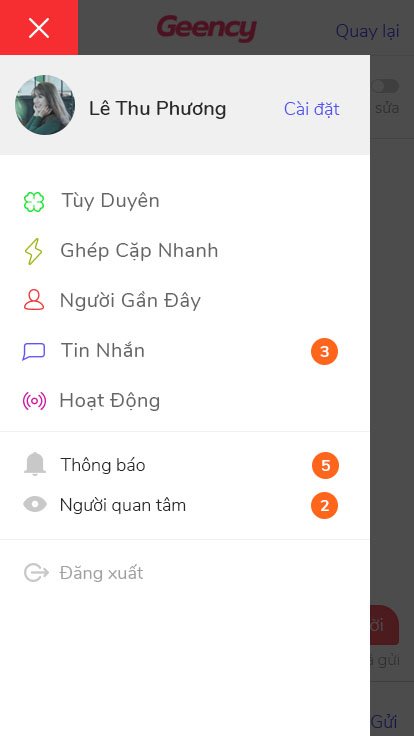 Geency
Quay lại
Lê Thu Phương
Cài đặt
sửa
Tùy Duyên
Ghép Cặp Nhanh
Người Gần Đây
Tin Nhắn
3
Hoạt Động
Thông báo
5
Người quan tâm
2
Đăng xuất
gửi
Gửi